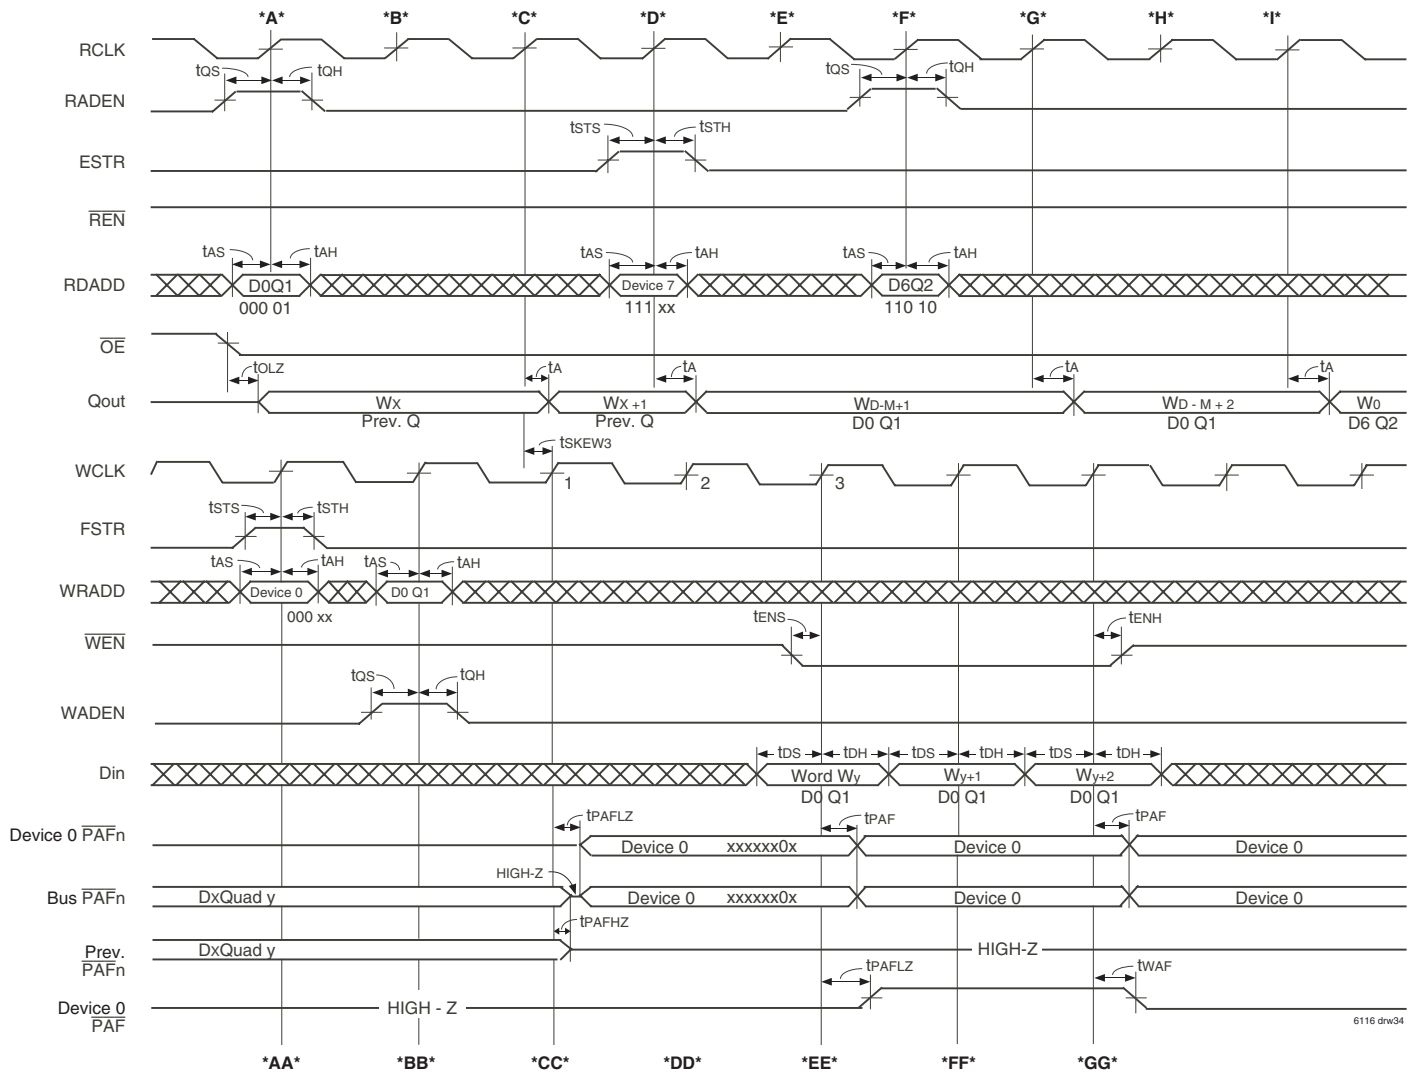 *A* *B* *C* *D* *E* *F* *G* *H* *I*
RCLK
tQS tQH tQS tQH
RADEN
tSTS tSTH
ESTR
REN
tAS tAH tAS tAH tAS tAH
RDADD D0Q1 Device 7 D6Q2
000 01 111 xx 110 10
OE
tOLZ tA tA tA tA
Qout WX WX +1 WD-M+1 WD - M + 2 W0
Prev. Q Prev. Q D0 Q1 D0 Q1 D6 Q2
tSKEW3
WCLK 1 2 3
tSTS tSTH
FSTR
tAS tAH tAS tAH
WRADD Device 0 D0 Q1
000 xx
tENS tENH
WEN
tQS tQH
WADEN
tDS tDH tDS tDH tDS tDH
Din Word Wy Wy+1 Wy+2
D0 Q1 D0 Q1 D0 Q1
tPAFLZ tPAF tPAF
Device 0 PAFn Device 0 xxxxxx0x Device 0 Device 0
HIGH-Z
Bus PAFn DxQuad y Device 0 xxxxxx0x Device 0 Device 0
tPAFHZ
Prev. DxQuad y HIGH-Z
PAFn
tPAFLZ tWAF
Device 0 HIGH - Z
PAF
6116 drw34
*AA* *BB* *CC* *DD* *EE* *FF* *GG*